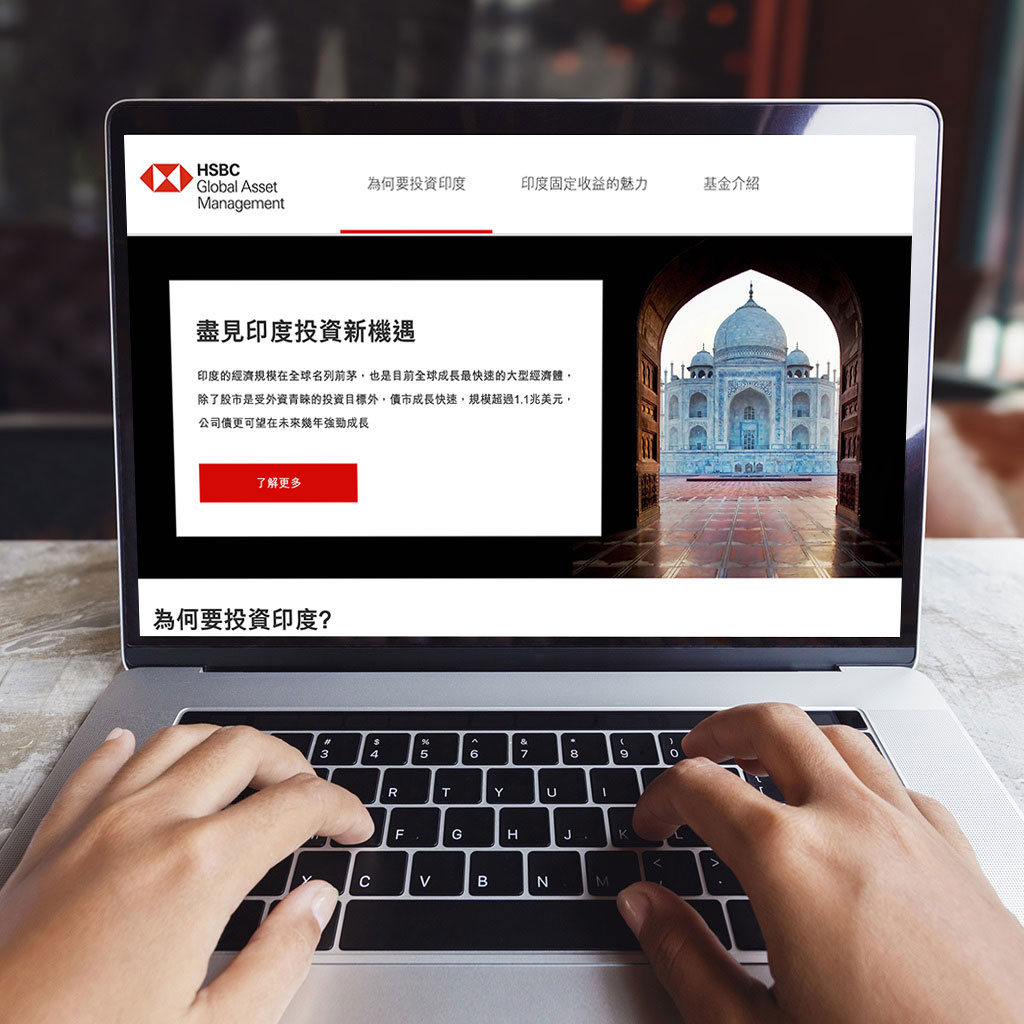 HSBC
Global Asset
Management
為何要投資印度
印度固定收益的魅力
基金介紹
盡見印度投資新機遇
印度的經濟規模在全球名列前茅，也是目前全球成長最快速的大型經濟體，
除了股市是受外資青睞的投資目標外，債市成長快速，規模超過1.1兆美元，
公司債更可望在未來幾年強勁成長
了解更多
為何要投資印度?
# $ % ^ & * ( )
3 4 5 6 7 8 9 0
R T Y U I
F G H J K L
X C V B N M < >